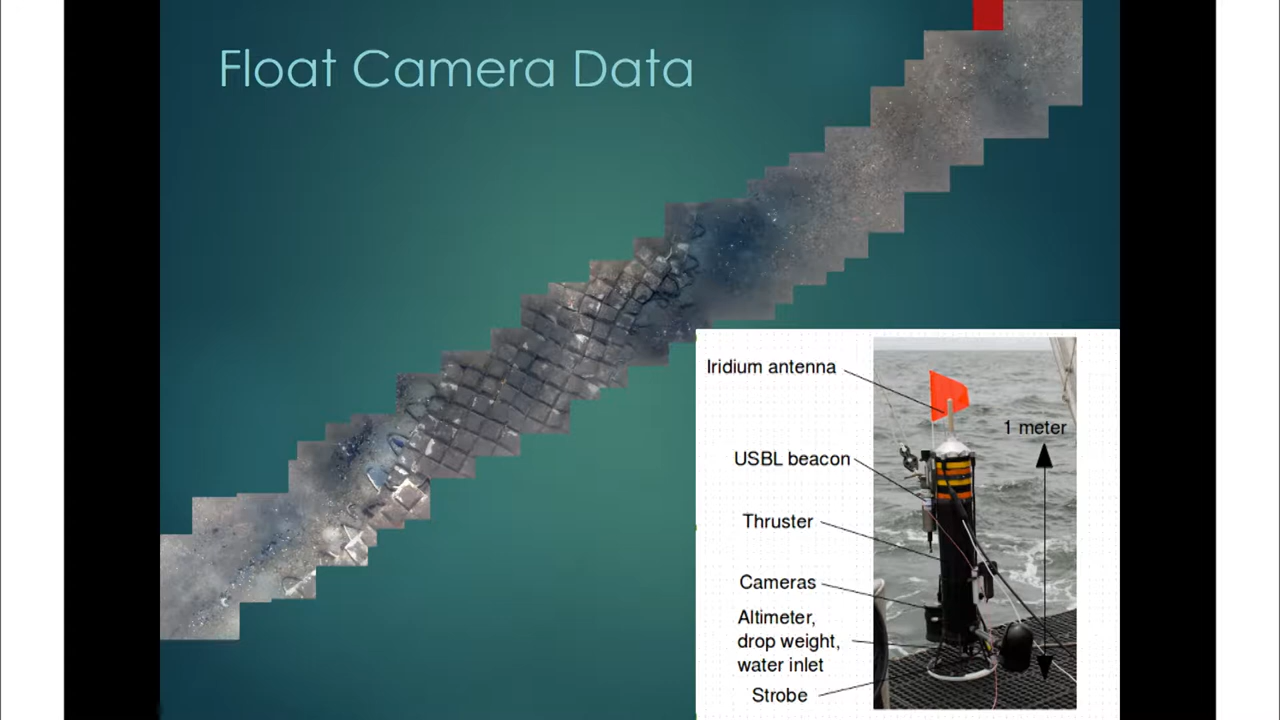 Float Camera Data
Iridium antenna
1 meter
USBL beacon
Thruster
Cameras
Altimeter,
drop weight,
water inlet
Strobe